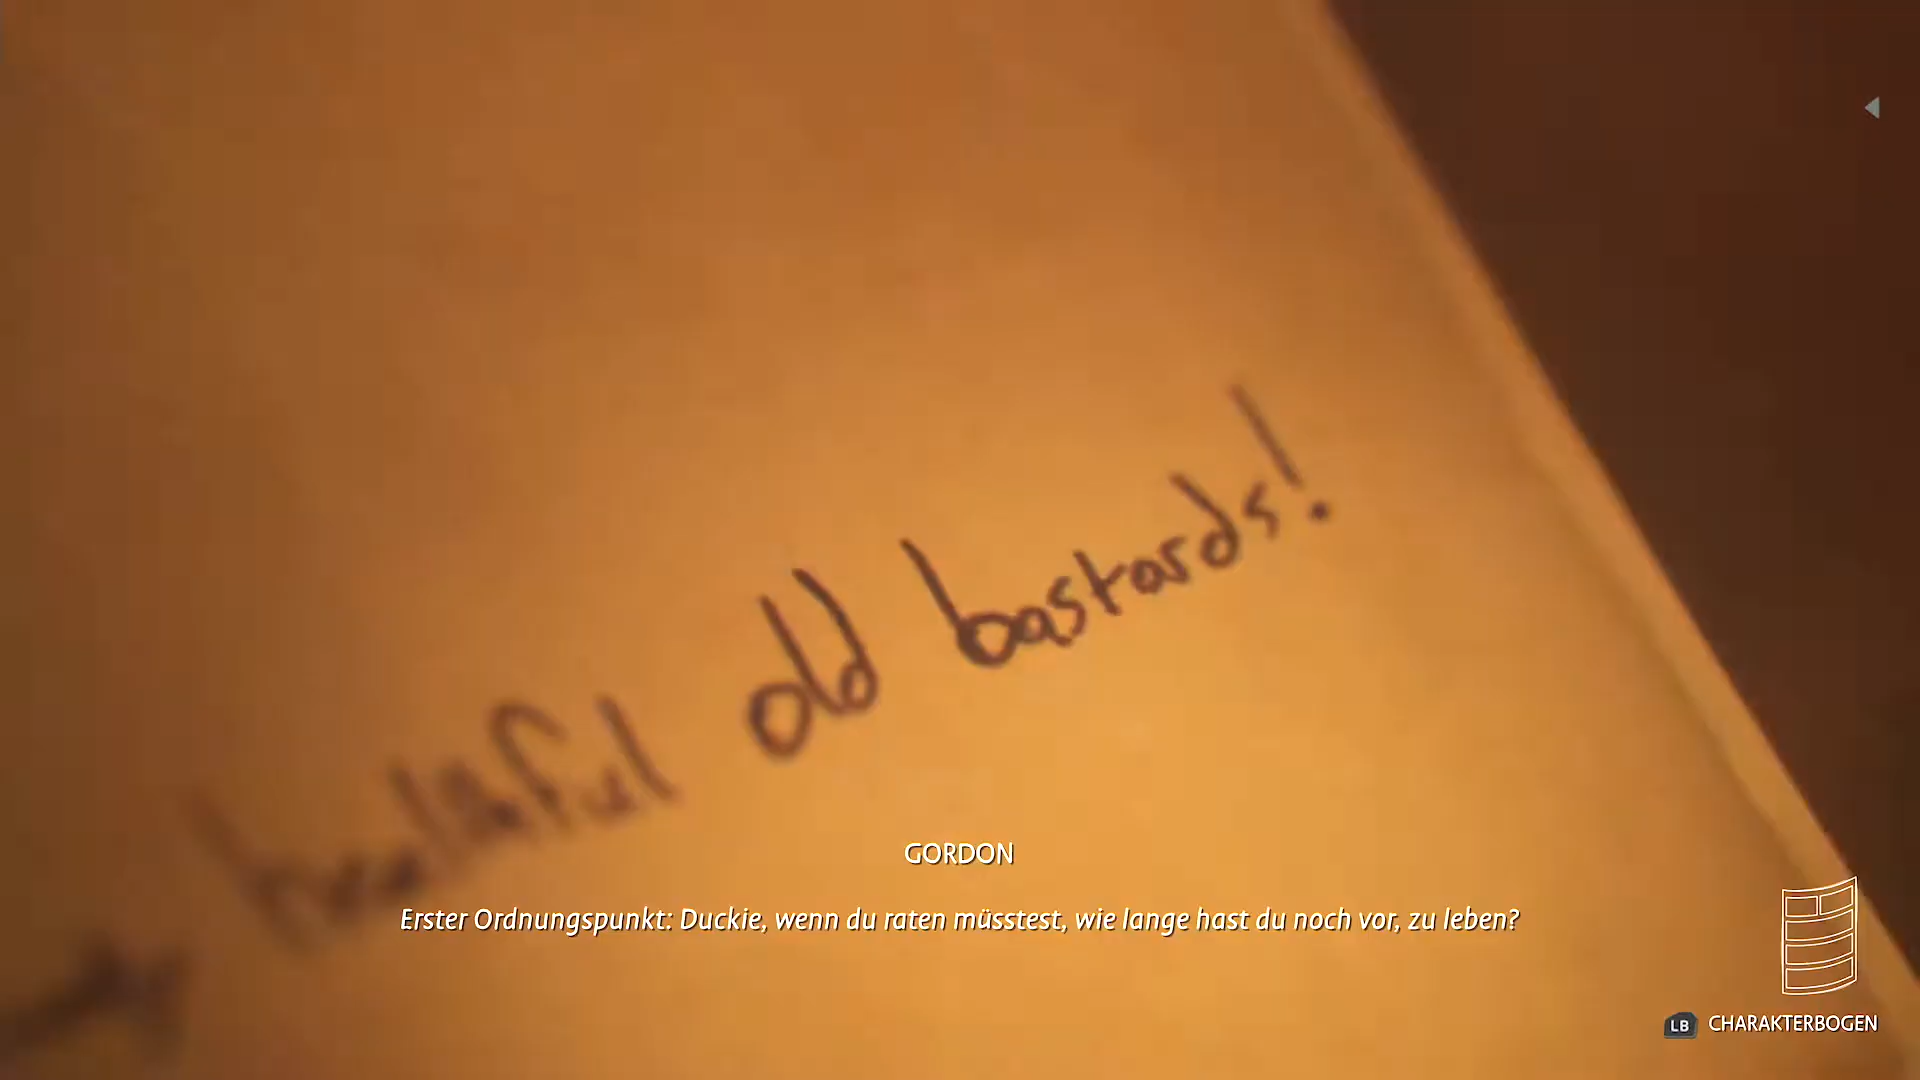 old bastards!
GORDON
Erster Ordnungspunkt: Duckie, wenn du raten müsstest, wie lange hast du noch vor, zu leben?
LB CHARAKTERBOGEN